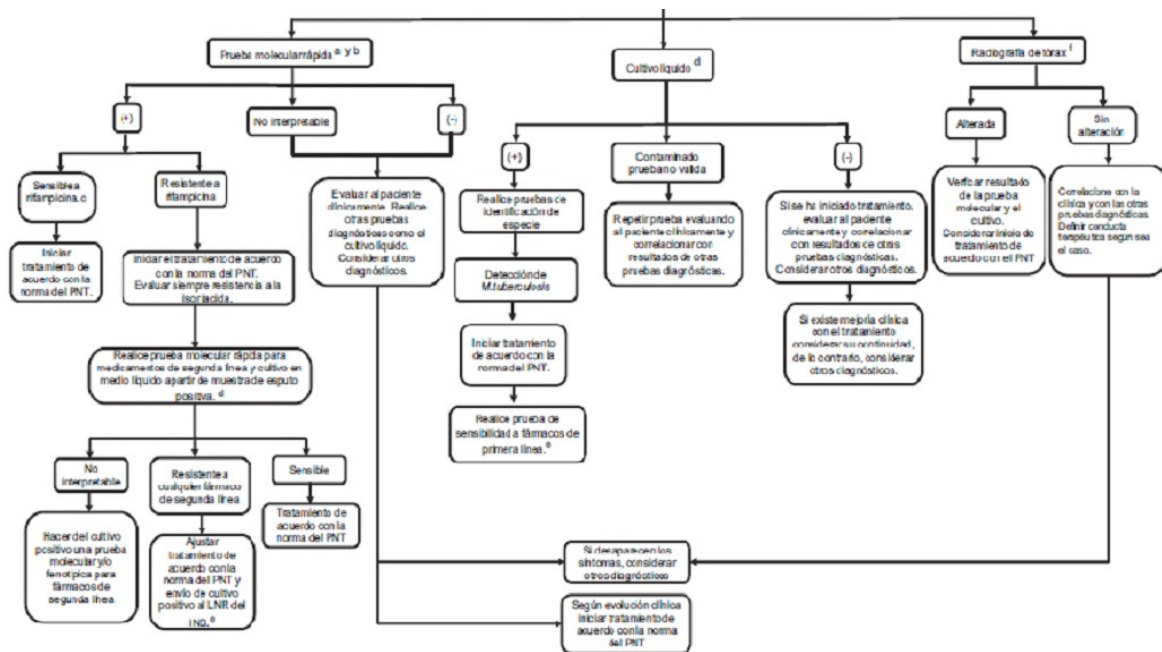 Prueba molecular rápida a y b
Cultivo líquido d
Radiografía de tórax f
(+)
No interpretable
(-)
Alterada
Sin
alteración
(+)
Contaminado
prueba no valida
(-)
Sensible a
rifampicina.c
Resistente a
rifampicina
Evaluar al paciente
clínicamente. Realice
otras pruebas
diagnósticas como el
cultivo líquido.
Considerar otros
diagnósticos.
Realice pruebas de
identificación de
especie
Repetir prueba evaluando
al paciente clínicamente y
correlacionar con
resultados de otras
pruebas diagnósticas.
Si se ha iniciado tratamiento,
evaluar al paciente
clínicamente y correlacionar
con resultados de otras
pruebas diagnósticas.
Considerar otros diagnósticos.
Verificar resultado
de la prueba
molecular y el
cultivo.
Considerar inicio de
tratamiento de
acuerdo con el PNT
Correlacione con la
clínica y con las otras
pruebas diagnósticas.
Definir conducta
terapéutica segun sea
el caso.
Iniciar
tratamiento de
acuerdo con la
norma del PNT.
Iniciar el tratamiento de acuerdo
con la norma del PNT.
Evaluar siempre resistencia a la
isoniacida.
Detección de
M.tuberculosis
Si existe mejoría clínica
con el tratamiento
considerar su continuidad,
de lo contrario, considerar
otros diagnósticos.
Iniciar tratamiento
de acuerdo con la
norma del PNT.
Realice prueba molecular rápida para
medicamentos de segunda línea y cultivo en
medio líquido apartir de muestra de esputo
positiva. d
Realice prueba de
sensibilidad a fármacos de
primera línea. e
No
interpretable
Resistente a
cualquier fármaco
de segunda línea
Sensible
Hacer del cultivo
positivo una prueba
molecular y/o
fenotípica para
fármacos de
segunda línea.
Ajustar
tratamiento de
acuerdo con la
norma del PNT y
envío de cultivo
positivo al LNR del
INS. e
Tratamiento de
acuerdo con la
norma del PNT
Si desaparecen los
síntomas, considerar
otros diagnósticos
Según evolución clínica
iniciar tratamiento de
acuerdo con la norma
del PNT